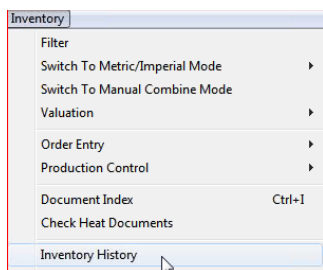 Inventory
Filter
Switch To Metric/Imperial Mode
Switch To Manual Combine Mode
Valuation
Order Entry
Production Control
Document Index Ctrl+I
Check Heat Documents
Inventory History